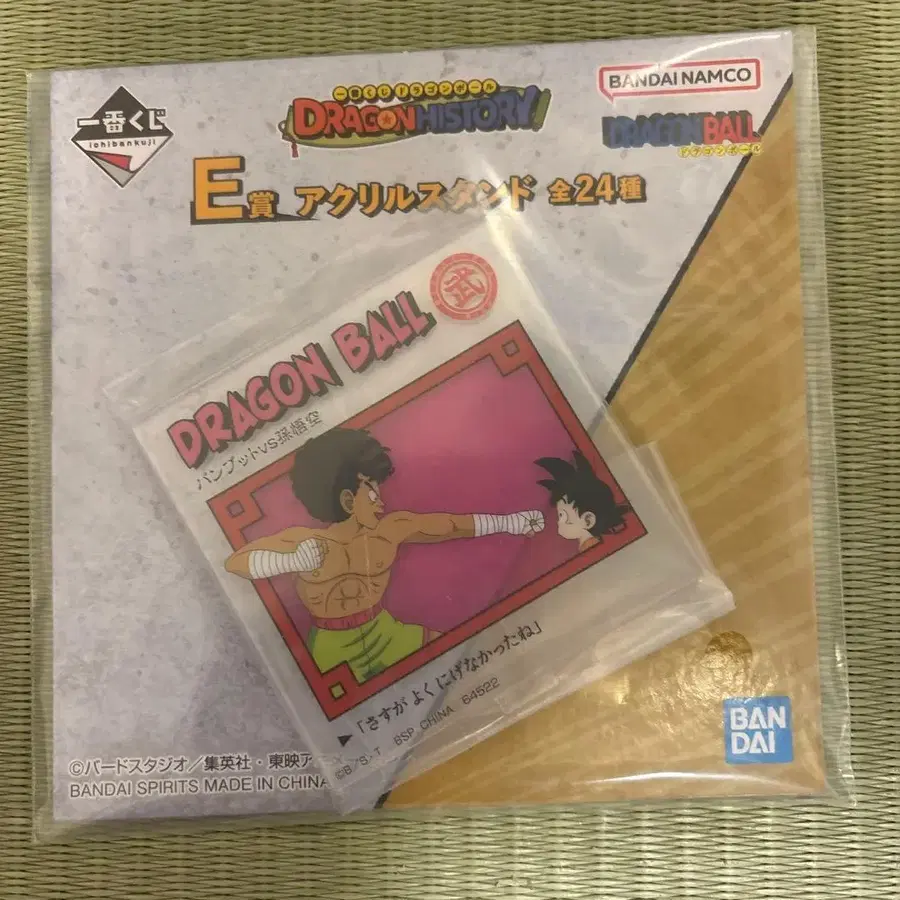 一番くじ
ichibankuji
一番くじ ドラゴンボール
DRAGON HISTORY!
BANDAI NAMCO
DRAGON BALL
ドラゴンボール
E賞 アクリルスタンド 全24種
武
DRAGON BALL
パンプットVS孫悟空
▶「さすが よくにげなかったね」
©B/S・T BSP CHINA 64522
©バードスタジオ/集英社・東映ア
BANDAI SPIRITS MADE IN CHINA
BAN
DAI